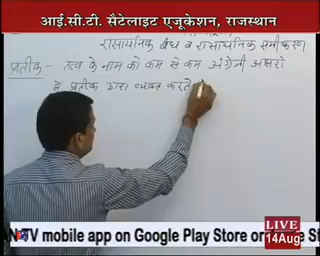 आई.सी.टी. सैटेलाइट एजूकेशन, राजस्थान
रासायनिक बंध व रासायनिक समीकरण
प्रतीक - तत्व के नाम को कम से कम अंग्रेजी अक्षरो
में प्रतीक द्वारा व्यक्त करते
TV mobile app on Google Play Store or
LIVE
14Aug